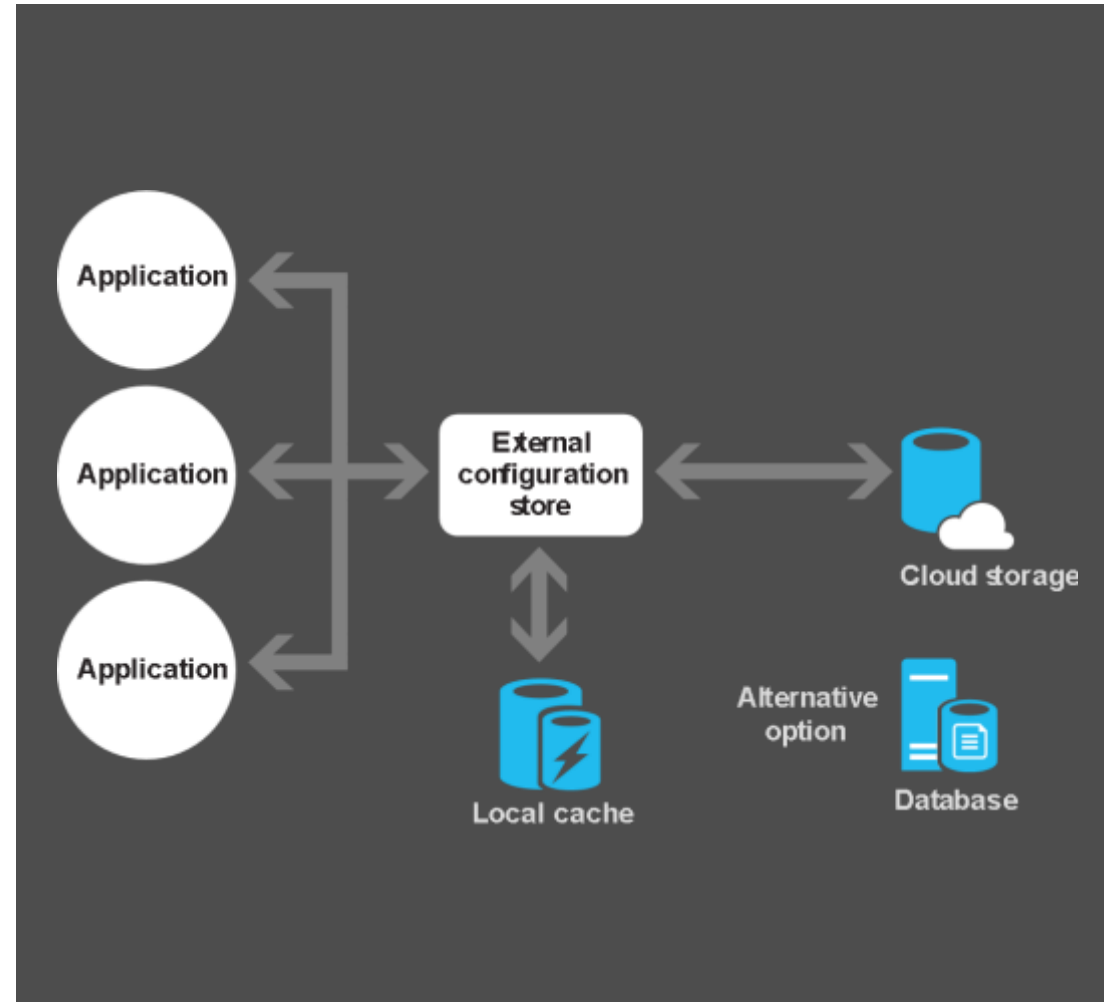 Application
Application
Application
External
configuration
store
Cloud storage
Local cache
Alternative
option
Database